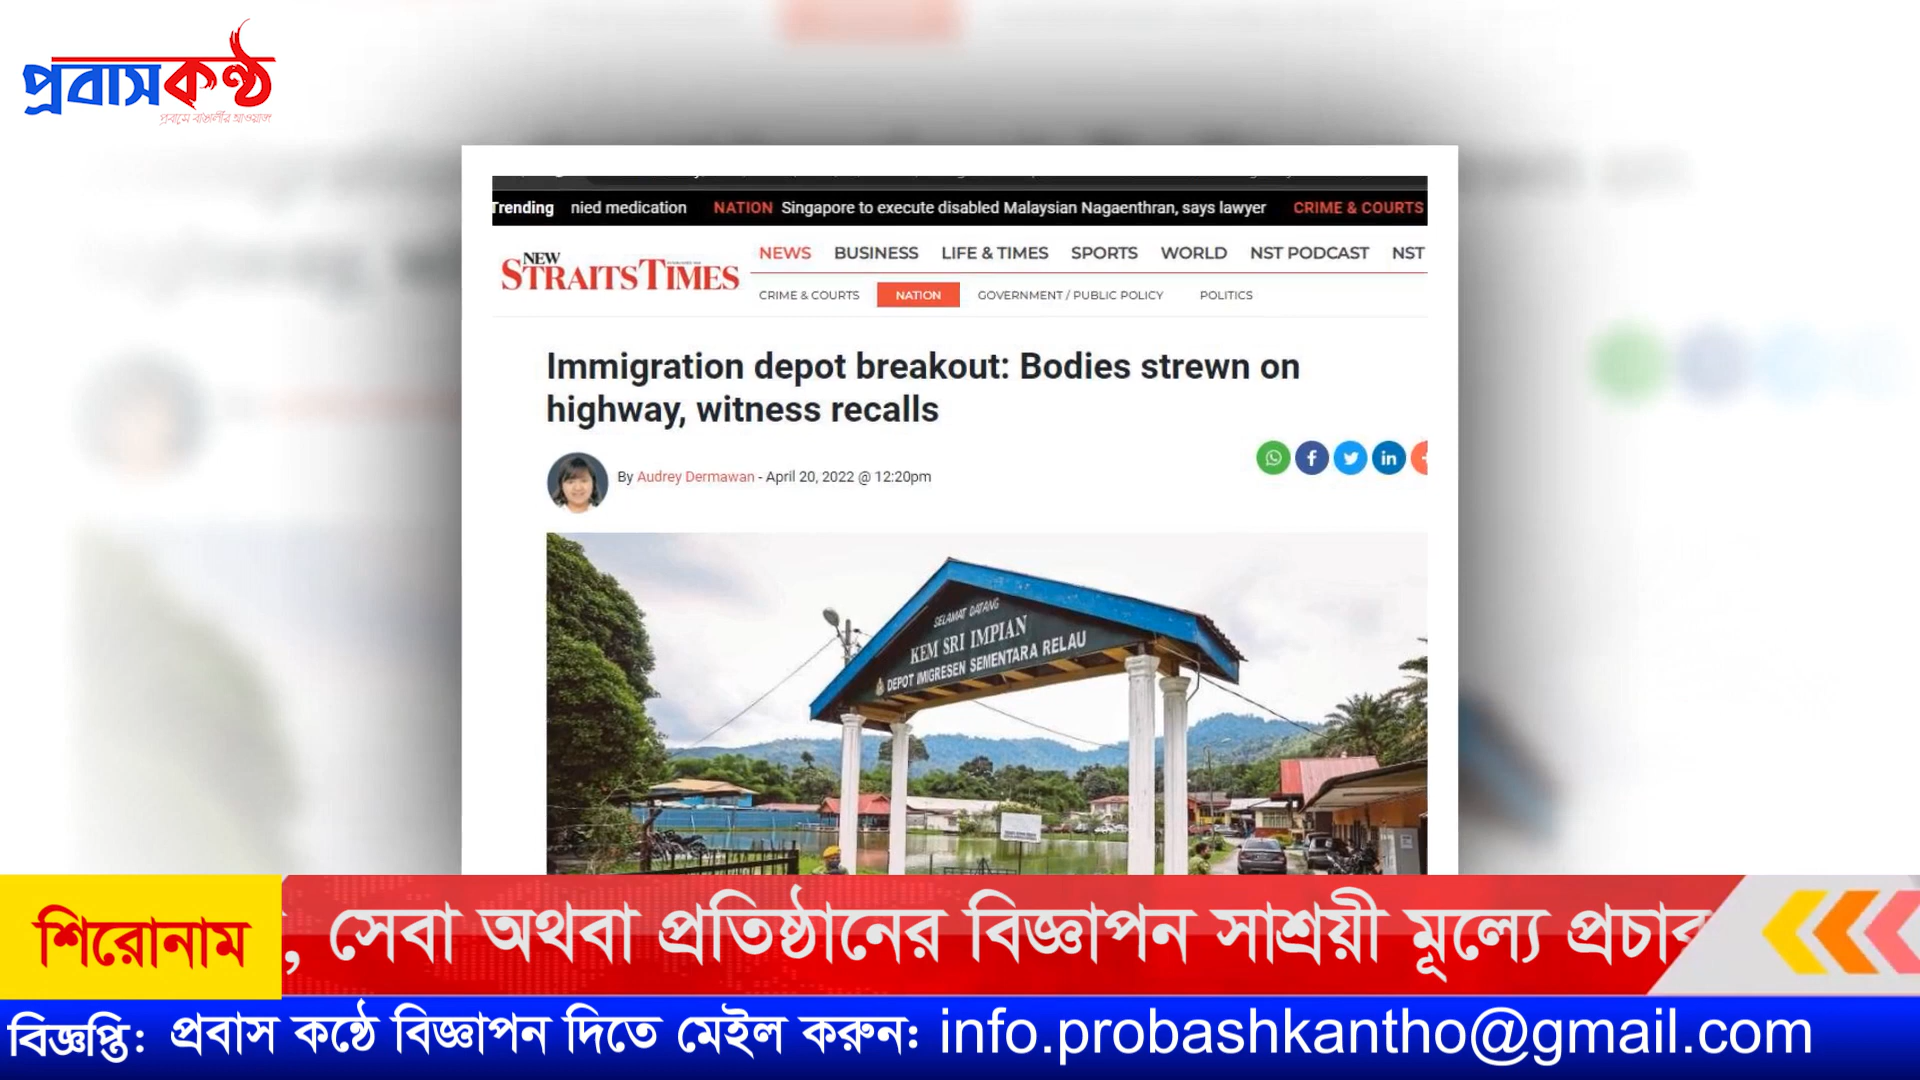 প্রবাসকণ্ঠ
প্রবাসে বাঙালীর আওয়াজ
Trending nied medication NATION Singapore to execute disabled Malaysian Nagaenthran, says lawyer CRIME & COURTS
NEW STRAITS TIMES
NEWS BUSINESS LIFE & TIMES SPORTS WORLD NST PODCAST NST
CRIME & COURTS NATION GOVERNMENT / PUBLIC POLICY POLITICS
Immigration depot breakout: Bodies strewn on
highway, witness recalls
By Audrey Dermawan - April 20, 2022 @ 12:20pm
SELAMAT DATANG
KEM SRI IMPIAN
DEPOT IMIGRESEN SEMENTARA RELAU
শিরোনাম , সেবা অথবা প্রতিষ্ঠানের বিজ্ঞাপন সাশ্রয়ী মূল্যে প্রচার
বিজ্ঞপ্তি: প্রবাস কন্ঠে বিজ্ঞাপন দিতে মেইল করুন: info.probashkantho@gmail.com